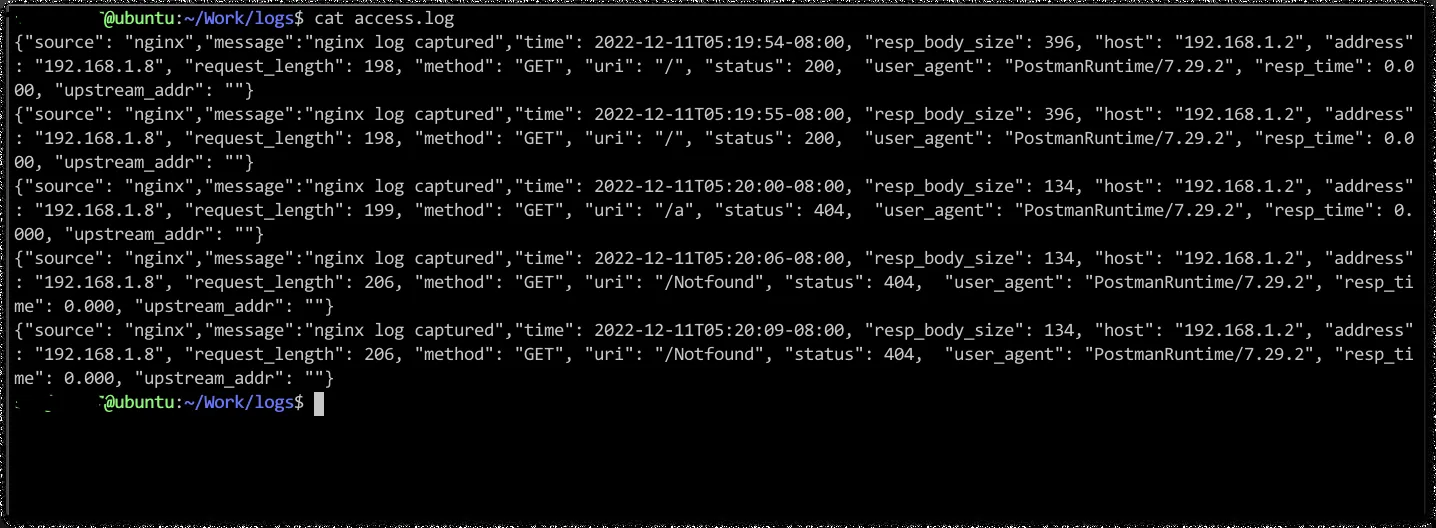 @ubuntu:~/Work/logs$ cat access.log
{"source": "nginx","message":"nginx log captured","time": 2022-12-11T05:19:54-08:00, "resp_body_size": 396, "host": "192.168.1.2", "address"
: "192.168.1.8", "request_length": 198, "method": "GET", "uri": "/", "status": 200,  "user_agent": "PostmanRuntime/7.29.2", "resp_time": 0.0
00, "upstream_addr": ""}
{"source": "nginx","message":"nginx log captured","time": 2022-12-11T05:19:55-08:00, "resp_body_size": 396, "host": "192.168.1.2", "address"
: "192.168.1.8", "request_length": 198, "method": "GET", "uri": "/", "status": 200,  "user_agent": "PostmanRuntime/7.29.2", "resp_time": 0.0
00, "upstream_addr": ""}
{"source": "nginx","message":"nginx log captured","time": 2022-12-11T05:20:00-08:00, "resp_body_size": 134, "host": "192.168.1.2", "address"
: "192.168.1.8", "request_length": 199, "method": "GET", "uri": "/a", "status": 404,  "user_agent": "PostmanRuntime/7.29.2", "resp_time": 0.
000, "upstream_addr": ""}
{"source": "nginx","message":"nginx log captured","time": 2022-12-11T05:20:06-08:00, "resp_body_size": 134, "host": "192.168.1.2", "address"
: "192.168.1.8", "request_length": 206, "method": "GET", "uri": "/Notfound", "status": 404,  "user_agent": "PostmanRuntime/7.29.2", "resp_ti
me": 0.000, "upstream_addr": ""}
{"source": "nginx","message":"nginx log captured","time": 2022-12-11T05:20:09-08:00, "resp_body_size": 134, "host": "192.168.1.2", "address"
: "192.168.1.8", "request_length": 206, "method": "GET", "uri": "/Notfound", "status": 404,  "user_agent": "PostmanRuntime/7.29.2", "resp_ti
me": 0.000, "upstream_addr": ""}
@ubuntu:~/Work/logs$